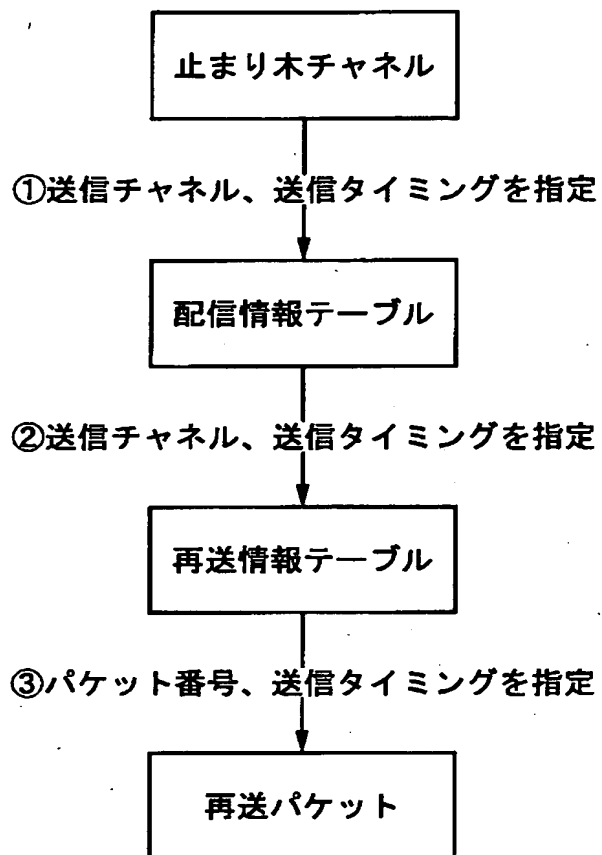 止まり木チャネル
①送信チャネル、送信タイミングを指定
配信情報テーブル
②送信チャネル、送信タイミングを指定
再送情報テーブル
③パケット番号、送信タイミングを指定
再送パケット